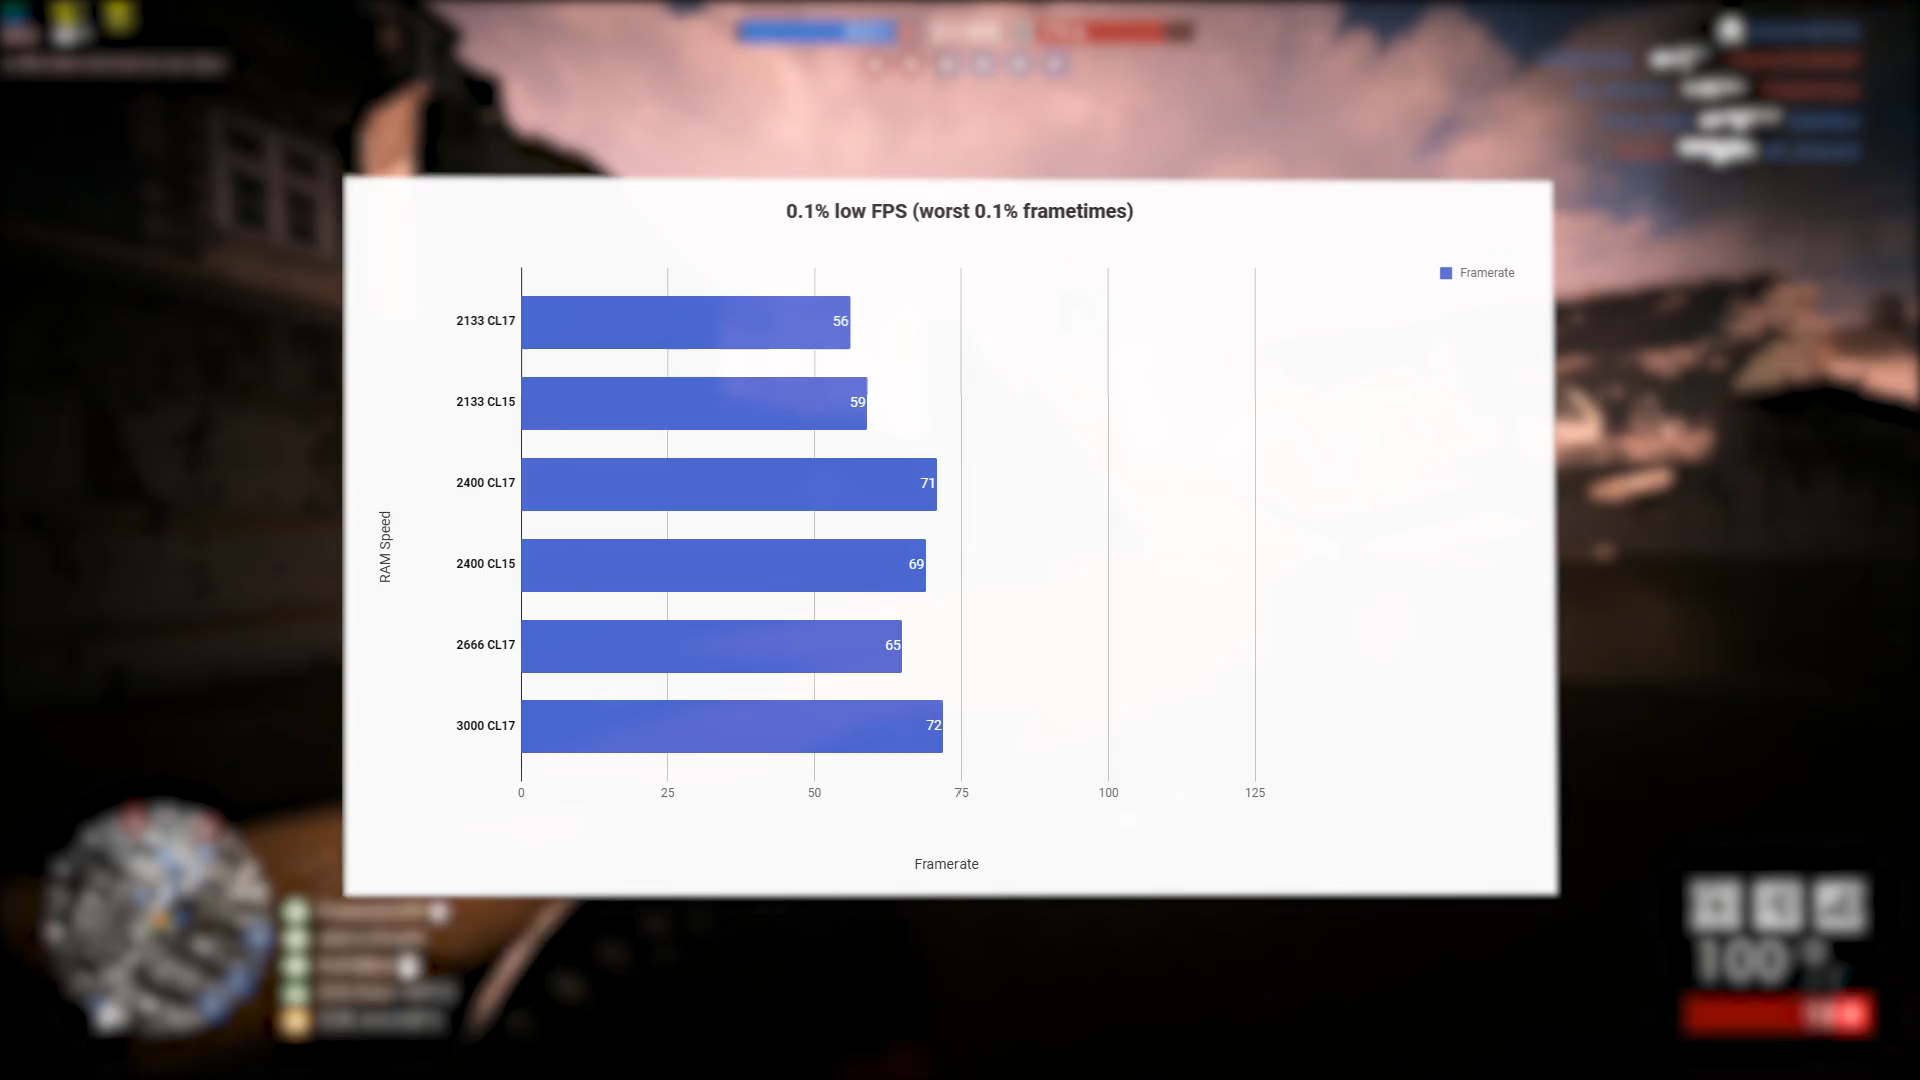 0.1% low FPS (worst 0.1% frametimes)
Framerate
2133 CL17 56
2133 CL15 59
2400 CL17 71
2400 CL15 69
2666 CL17 65
3000 CL17 72
RAM Speed
0 25 50 75 100 125
Framerate
100